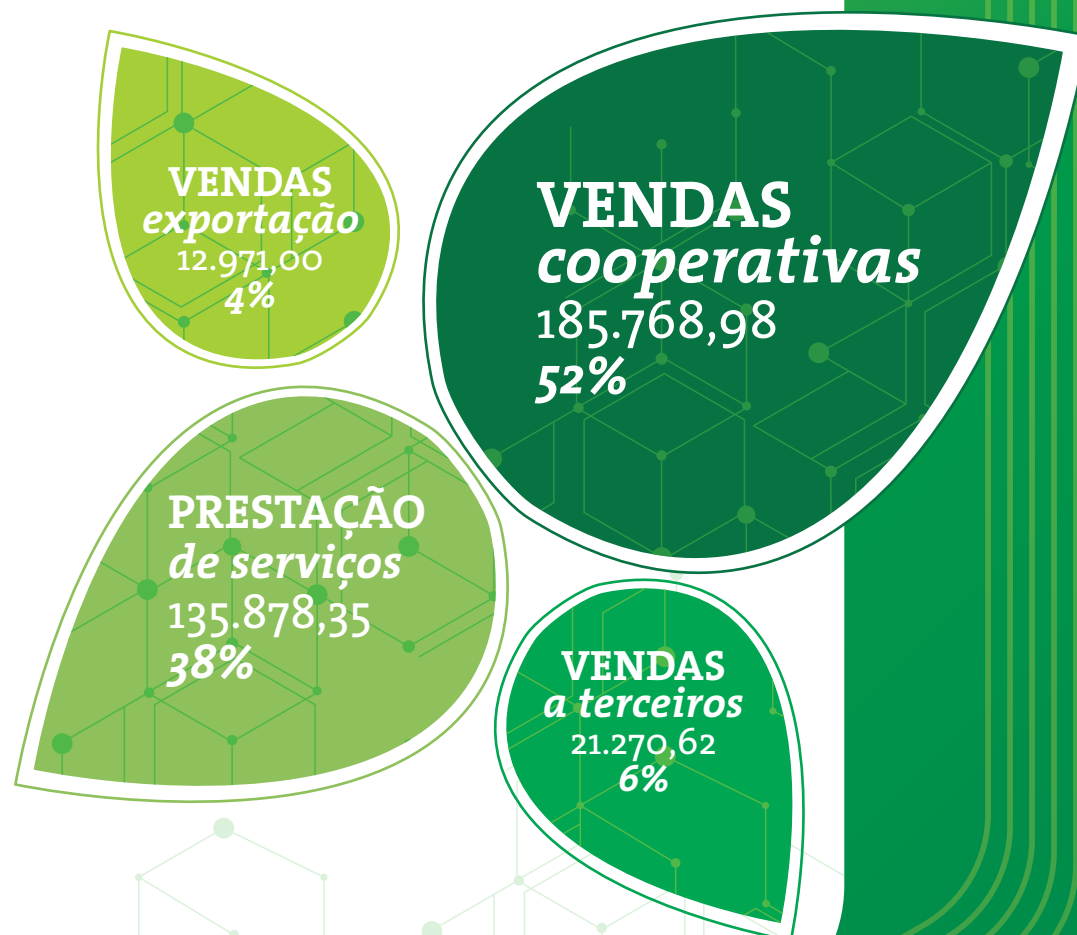 VENDAS
exportação
12.971,00
4%
VENDAS
cooperativas
185.768,98
52%
PRESTAÇÃO
de serviços
135.878,35
38%
VENDAS
a terceiros
21.270,62
6%